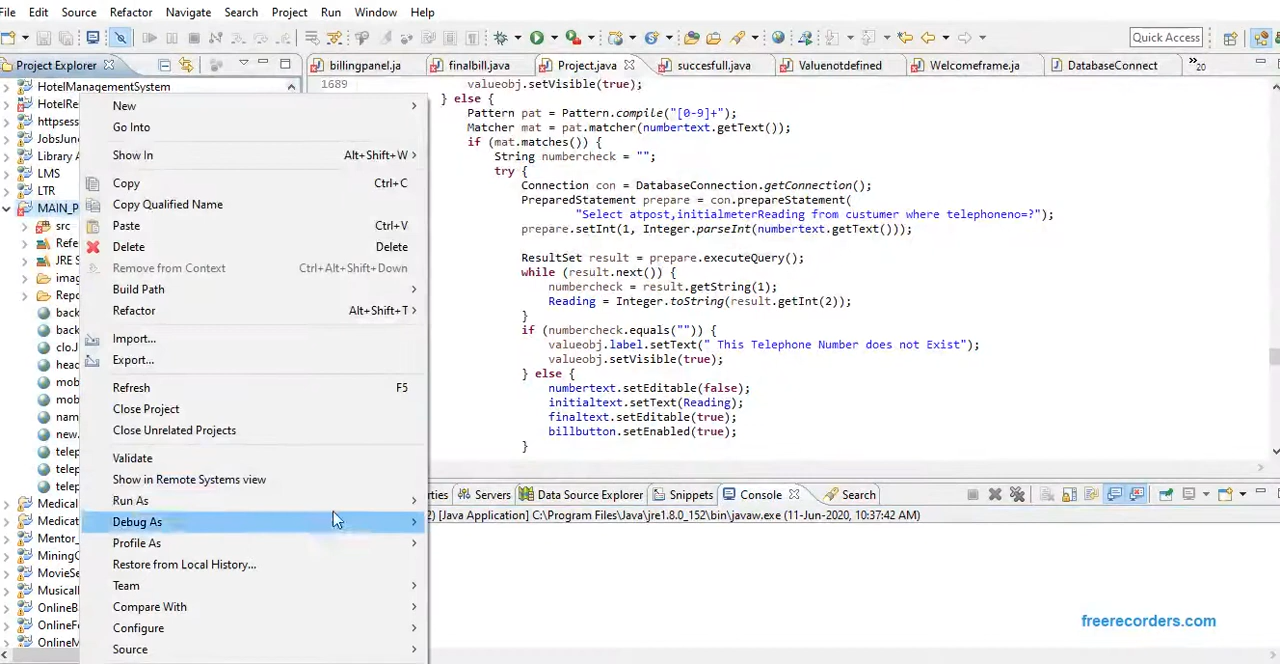 File Edit Source Refactor Navigate Search Project Run Window Help
Quick Access
Project Explorer
billingpanel.ja
finalbill.java
Project.java
succesfull.java
Valuenotdefined
Welcomeframe.ja
DatabaseConnect
»20
HotelManagementSystem
HotelRe
httpsess
JobsJune
Library A
LMS
LTR
MAIN_P
src
Refe
JRE S
imag
Repo
back
back
clo.J
head
mob
mob
nam
new.
telep
telep
telep
Medical
Medicat
Mentor_
MiningC
MovieSe
Musical
OnlineBa
OnlineFo
OnlineM
New
Go Into
Show In Alt+Shift+W
Copy Ctrl+C
Copy Qualified Name
Paste Ctrl+V
Delete Delete
Remove from Context Ctrl+Alt+Shift+Down
Build Path
Refactor Alt+Shift+T
Import...
Export...
Refresh F5
Close Project
Close Unrelated Projects
Validate
Show in Remote Systems view
Run As
Debug As
Profile As
Restore from Local History...
Team
Compare With
Configure
Source
1689 valueobj.setVisible(true);
} else {
Pattern pat = Pattern.compile("[0-9]+");
Matcher mat = pat.matcher(numbertext.getText());
if (mat.matches()) {
String numbercheck = "";
try {
Connection con = DatabaseConnection.getConnection();
PreparedStatement prepare = con.prepareStatement(
"Select atpost,initialmeterReading from custumer where telephoneno=?");
prepare.setInt(1, Integer.parseInt(numbertext.getText()));
ResultSet result = prepare.executeQuery();
while (result.next()) {
numbercheck = result.getString(1);
Reading = Integer.toString(result.getInt(2));
}
if (numbercheck.equals("")) {
valueobj.label.setText(" This Telephone Number does not Exist");
valueobj.setVisible(true);
} else {
numbertext.setEditable(false);
initialtext.setText(Reading);
finaltext.setEditable(true);
billbutton.setEnabled(true);
}
rties Servers Data Source Explorer Snippets Console Search
2) [Java Application] C:\Program Files\Java\jre1.8.0_152\bin\javaw.exe (11-Jun-2020, 10:37:42 AM)
freerecorders.com